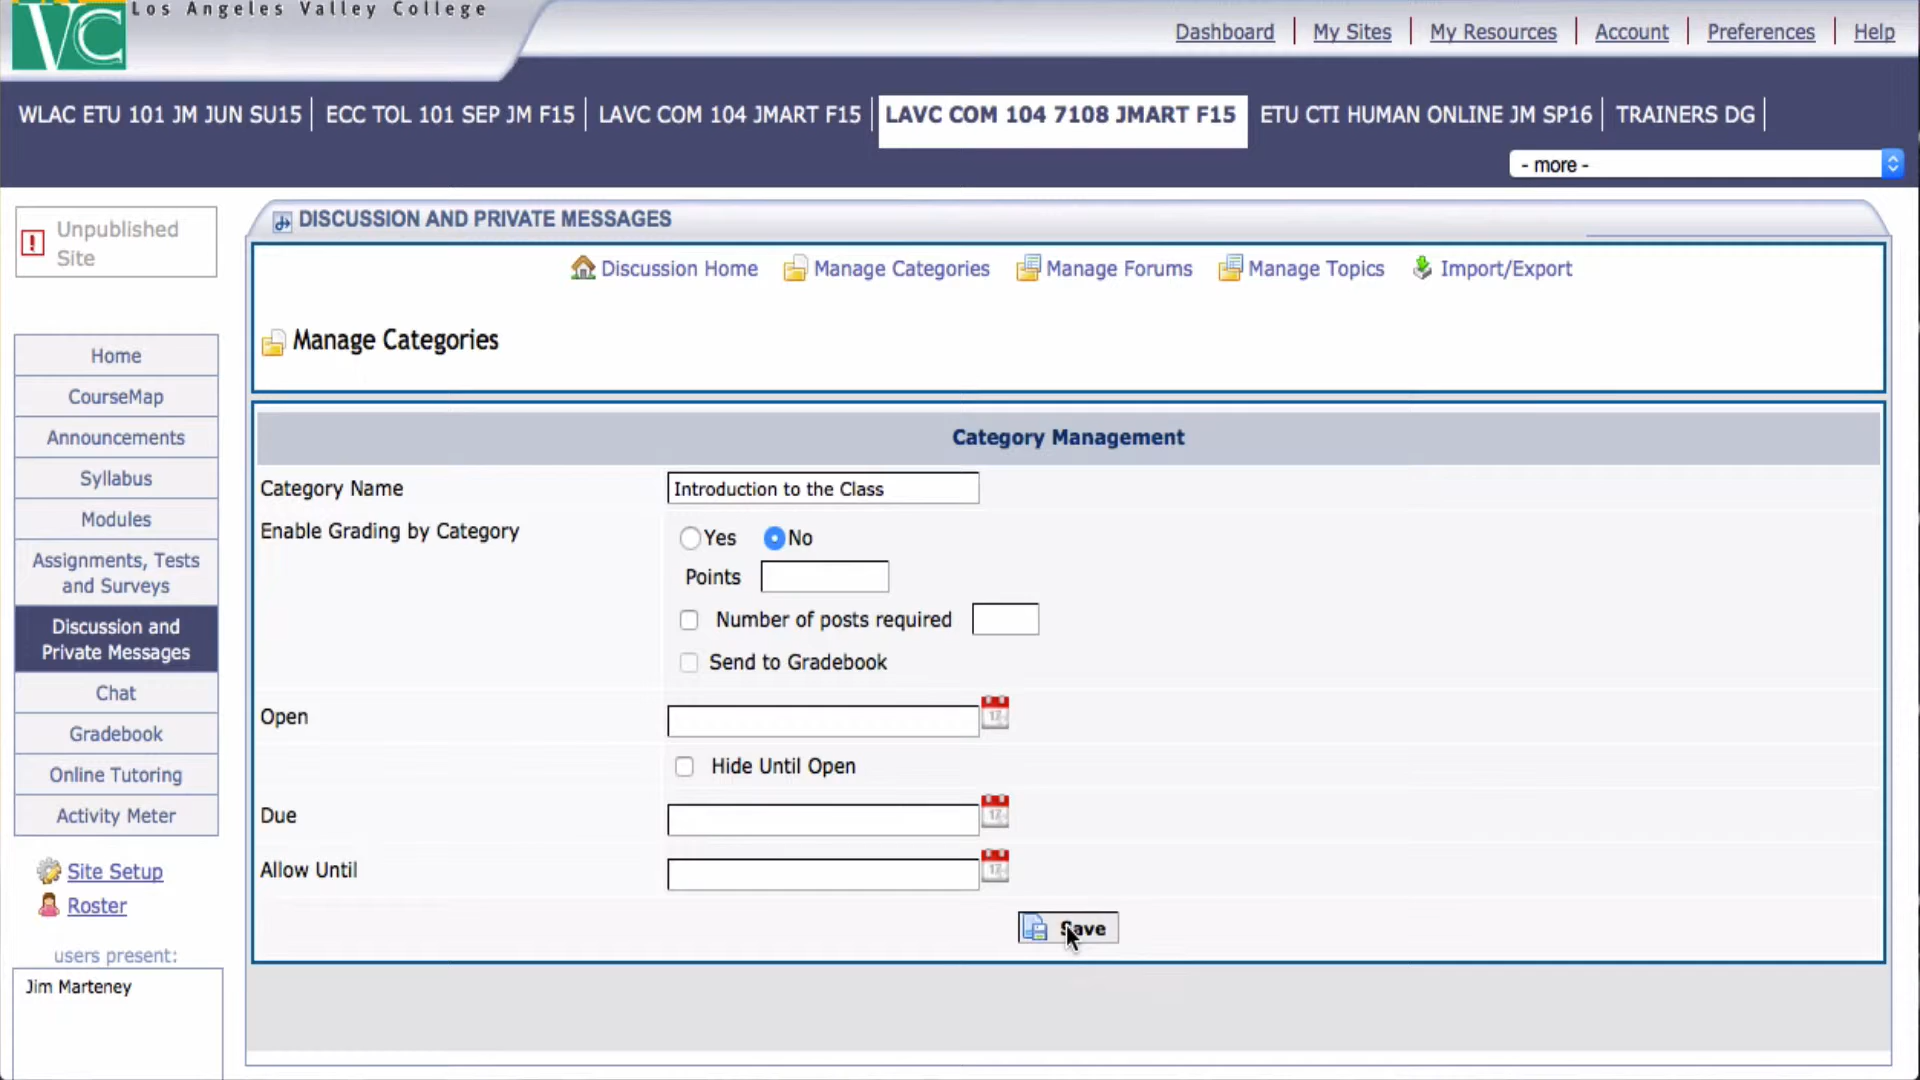 Los Angeles Valley College
VC
Dashboard My Sites My Resources Account Preferences Help
WLAC ETU 101 JM JUN SU15 ECC TOL 101 SEP JM F15 LAVC COM 104 JMART F15 LAVC COM 104 7108 JMART F15 ETU CTI HUMAN ONLINE JM SP16 TRAINERS DG
- more -
Unpublished
Site
DISCUSSION AND PRIVATE MESSAGES
Discussion Home Manage Categories Manage Forums Manage Topics Import/Export
Manage Categories
Home
CourseMap
Announcements
Syllabus
Modules
Assignments, Tests
and Surveys
Discussion and
Private Messages
Chat
Gradebook
Online Tutoring
Activity Meter
Site Setup
Roster
users present:
Jim Marteney
Category Management
Category Name Introduction to the Class
Enable Grading by Category Yes No
Points
Number of posts required
Send to Gradebook
Open 17
Hide Until Open
Due 17
Allow Until 17
Save